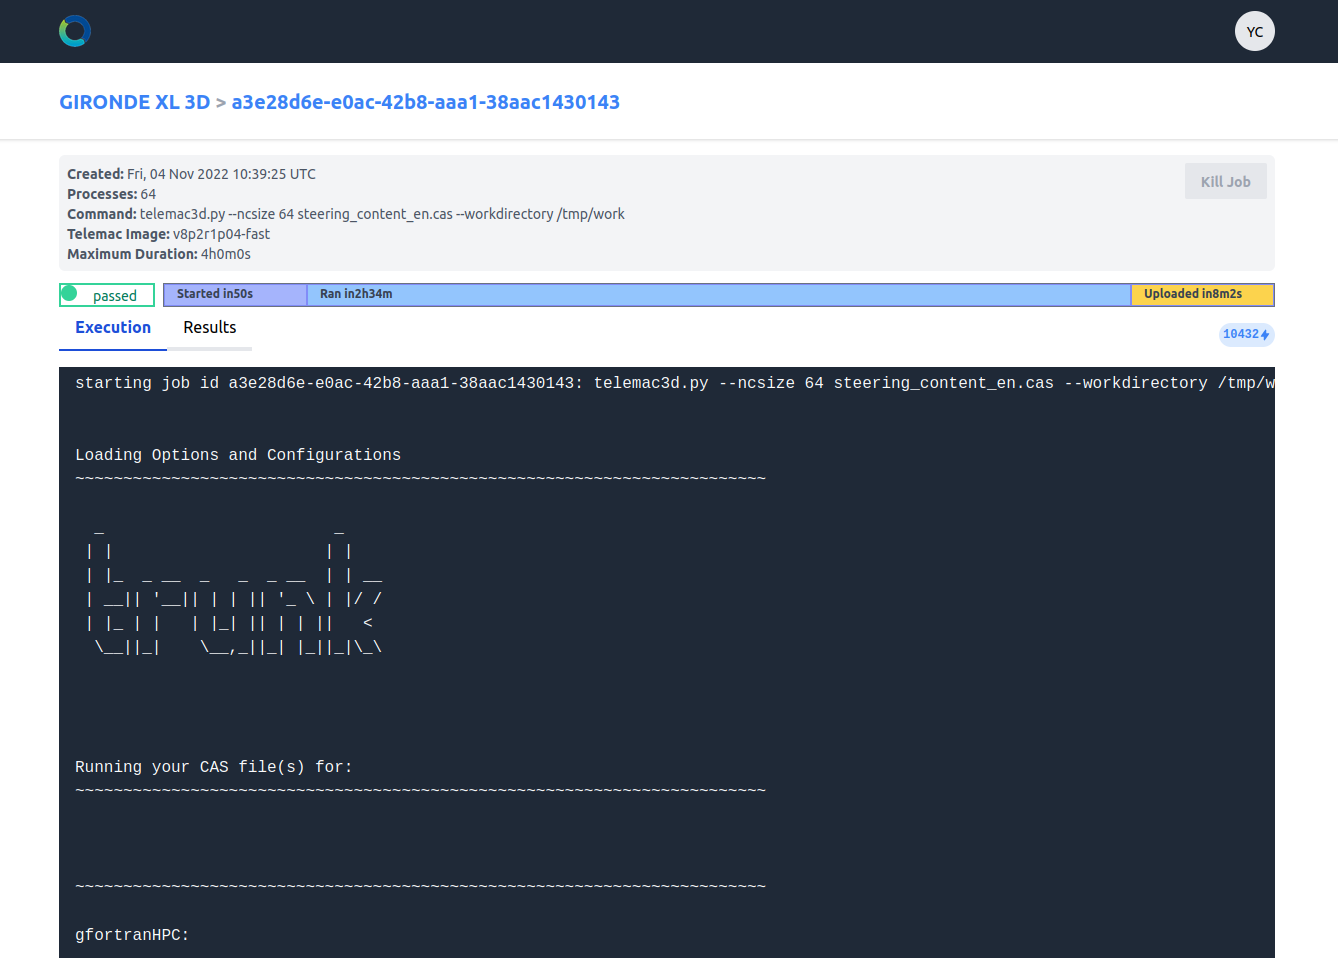 YC
GIRONDE XL 3D > a3e28d6e-e0ac-42b8-aaa1-38aac1430143
Created: Fri, 04 Nov 2022 10:39:25 UTC
Kill Job
Processes: 64
Command: telemac3d.py --ncsize 64 steering_content_en.cas --workdirectory /tmp/work
Telemac Image: v8p2r1p04-fast
Maximum Duration: 4h0m0s
passed
Started in50s
Ran in2h34m
Uploaded in8m2s
Execution
Results
10432
starting job id a3e28d6e-e0ac-42b8-aaa1-38aac1430143: telemac3d.py --ncsize 64 steering_content_en.cas --workdirectory /tmp/w
Loading Options and Configurations
~~~~~~~~~~~~~~~~~~~~~~~~~~~~~~~~~~~~~~~~~~~~~~~~~~~~~~~~~~~~~~~~~~~~~~~~
  _                        _
 | |                      | |
 | |_  _ __  _   _  _ __  | | __
 | __|| '__|| | | || '_ \ | |/ /
 | |_ | |   | |_| || | | ||   <
  \__||_|    \__,_||_| |_||_|\_\
Running your CAS file(s) for:
~~~~~~~~~~~~~~~~~~~~~~~~~~~~~~~~~~~~~~~~~~~~~~~~~~~~~~~~~~~~~~~~~~~~~~~~
~~~~~~~~~~~~~~~~~~~~~~~~~~~~~~~~~~~~~~~~~~~~~~~~~~~~~~~~~~~~~~~~~~~~~~~~
gfortranHPC: